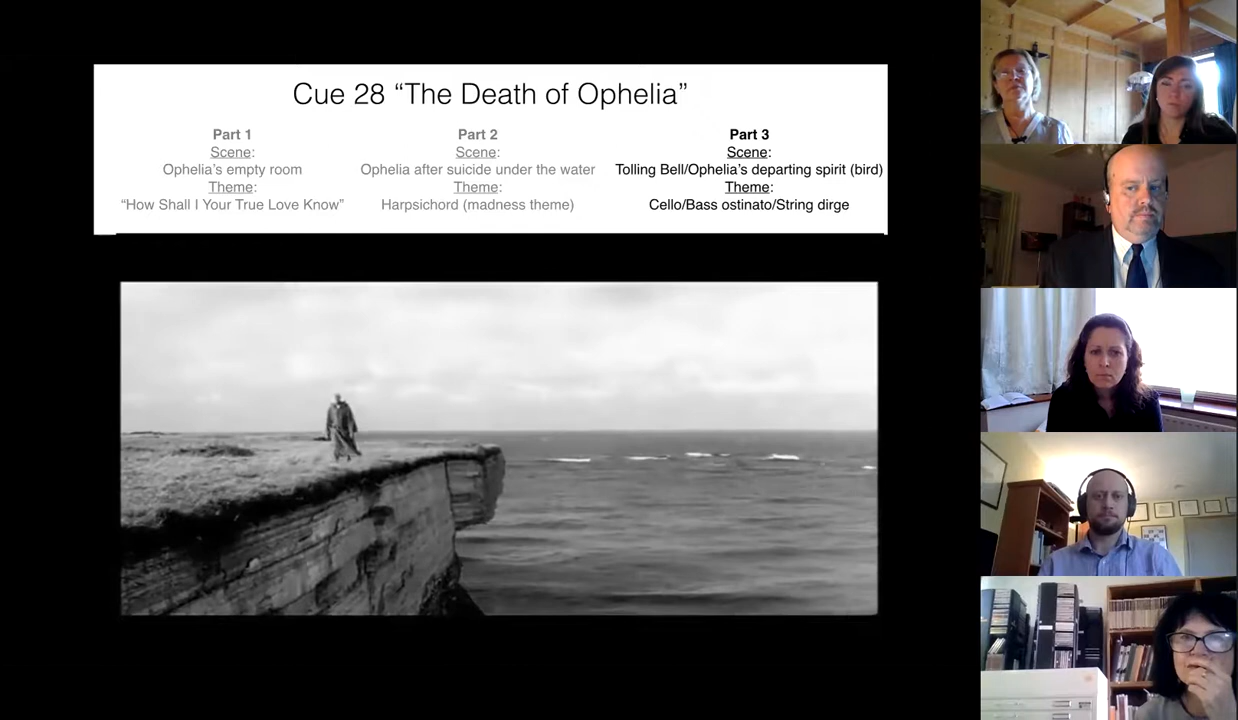 Cue 28 “The Death of Ophelia”
Part 1
Scene:
Ophelia’s empty room
Theme:
“How Shall I Your True Love Know”
Part 2
Scene:
Ophelia after suicide under the water
Theme:
Harpsichord (madness theme)
Part 3
Scene:
Tolling Bell/Ophelia’s departing spirit (bird)
Theme:
Cello/Bass ostinato/String dirge